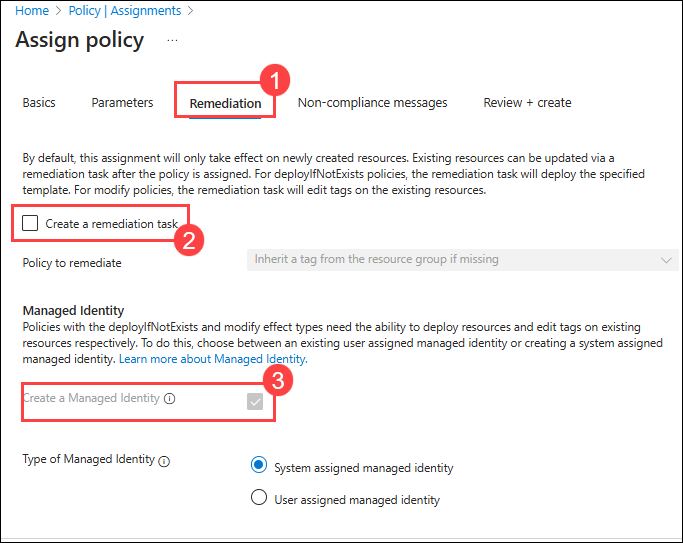 Home > Policy | Assignments >
Assign policy ...
1
Basics Parameters Remediation Non-compliance messages Review + create
By default, this assignment will only take effect on newly created resources. Existing resources can be updated via a
remediation task after the policy is assigned. For deployIfNotExists policies, the remediation task will deploy the specified
template. For modify policies, the remediation task will edit tags on the existing resources.
Create a remediation task
2
Policy to remediate Inherit a tag from the resource group if missing
Managed Identity
Policies with the deployIfNotExists and modify effect types need the ability to deploy resources and edit tags on existing
resources respectively. To do this, choose between an existing user assigned managed identity or creating a system assigned
managed identity. Learn more about Managed Identity.
3
Create a Managed Identity
Type of Managed Identity
System assigned managed identity
User assigned managed identity